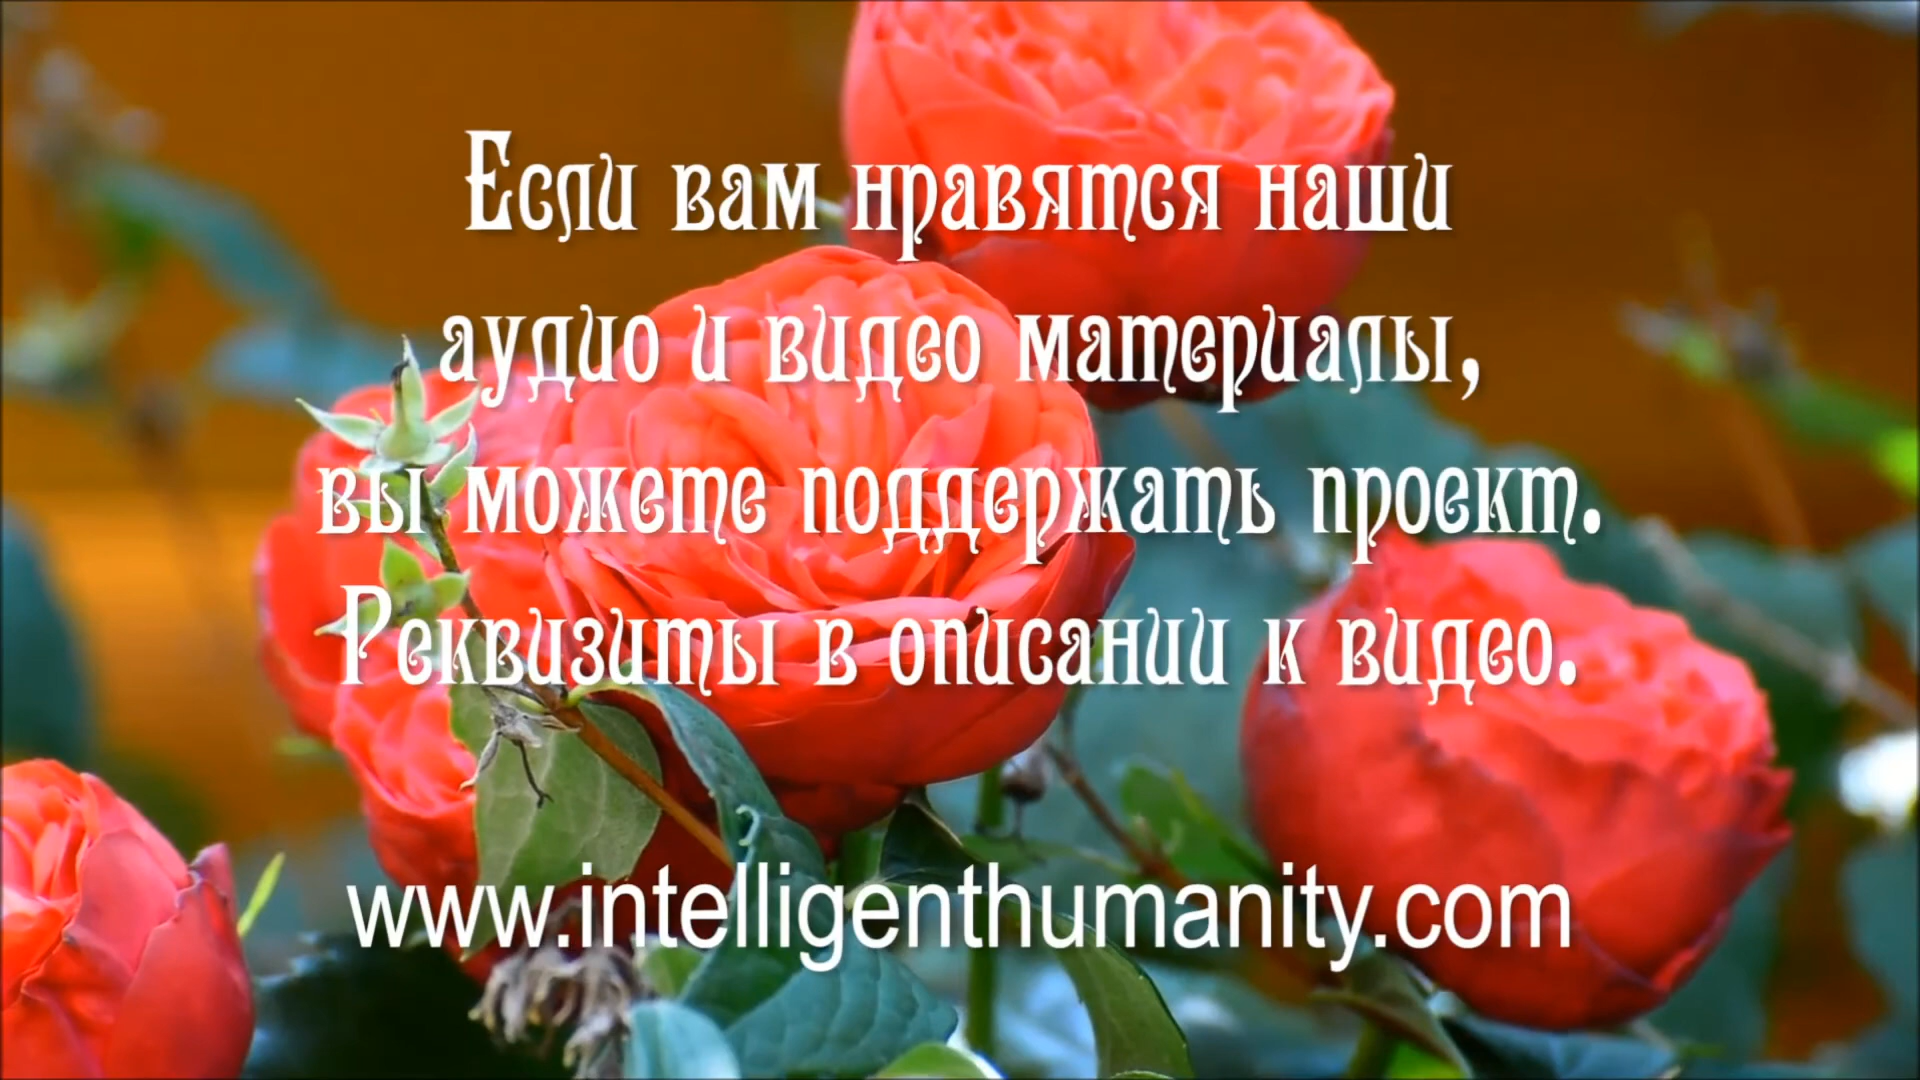 Если вам нравятся наши
аудио и видео материалы,
вы можете поддержать проект.
Реквизиты в описании к видео.
www.intelligenthumanity.com